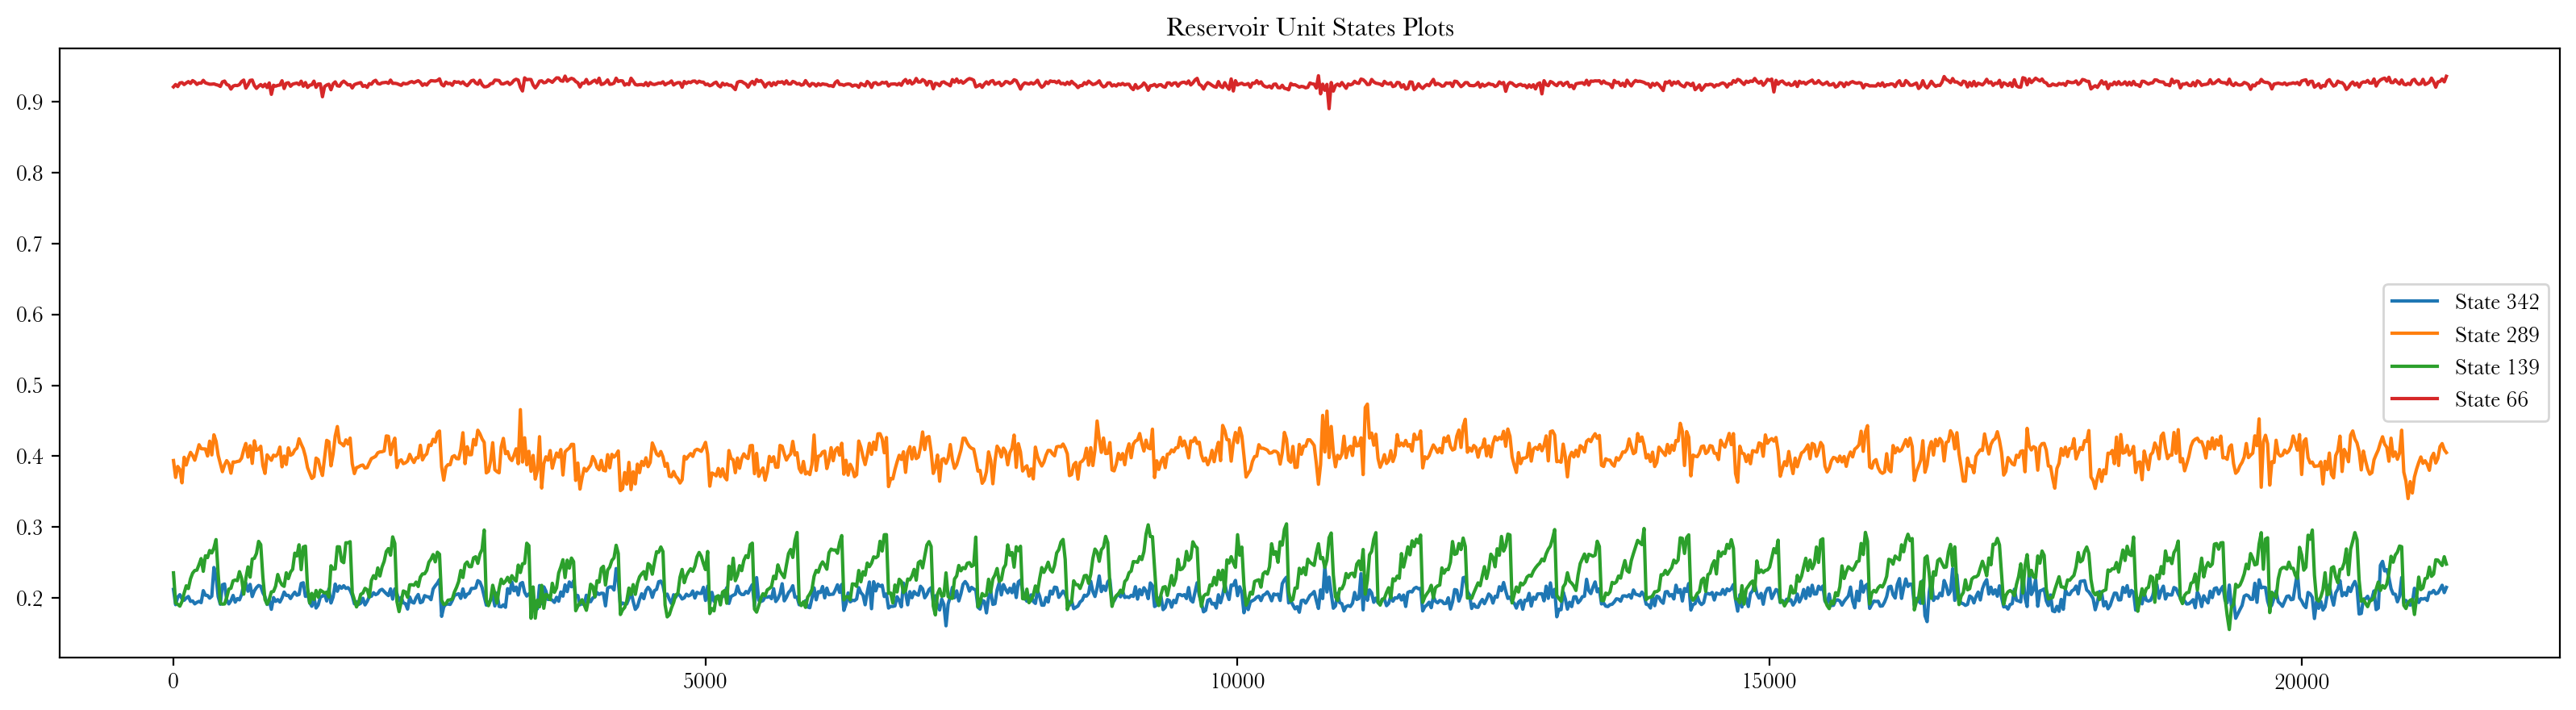 Reservoir Unit States Plots
0.9
0.8
0.7
0.6
0.5
0.4
0.3
0.2
State 342
State 289
State 139
State 66
0 5000 10000 15000 20000